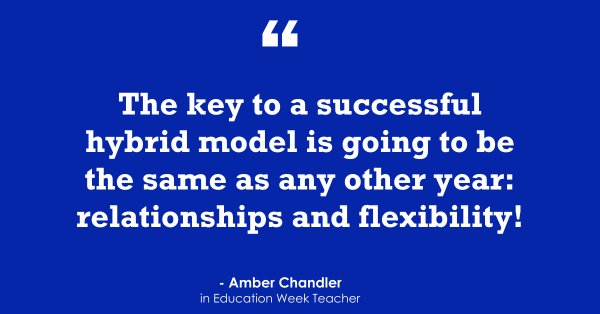 “
The key to a successful
hybrid model is going to be
the same as any other year:
relationships and flexibility!
- Amber Chandler
in Education Week Teacher